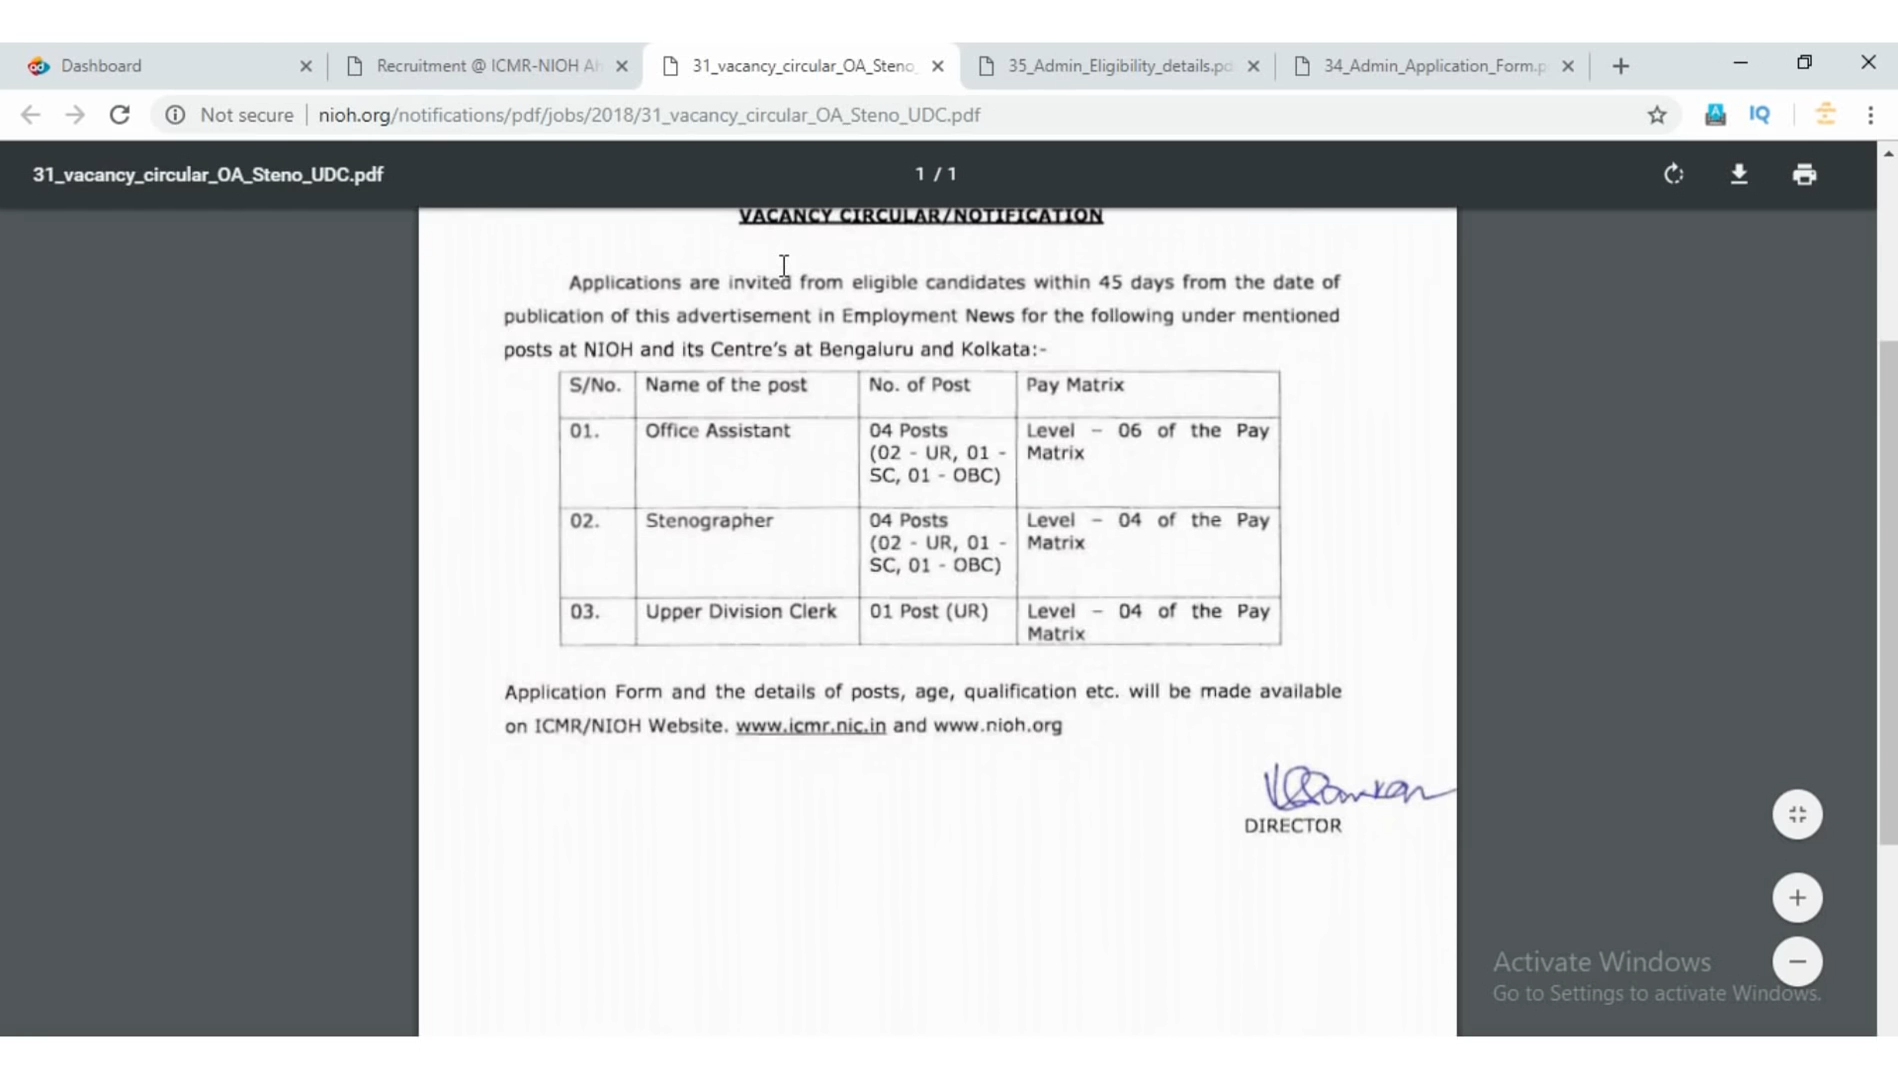 Dashboard
Recruitment @ ICMR-NIOH Ah
31_vacancy_circular_OA_Steno_
35_Admin_Eligibility_details.pd
34_Admin_Application_Form.p
Not secure
nioh.org/notifications/pdf/jobs/2018/31_vacancy_circular_OA_Steno_UDC.pdf
IQ
31_vacancy_circular_OA_Steno_UDC.pdf
1 / 1
VACANCY CIRCULAR/NOTIFICATION
Applications are invited from eligible candidates within 45 days from the date of
publication of this advertisement in Employment News for the following under mentioned
posts at NIOH and its Centre's at Bengaluru and Kolkata:-
S/No. Name of the post No. of Post Pay Matrix
01. Office Assistant 04 Posts Level – 06 of the Pay
(02 - UR, 01 - Matrix
SC, 01 - OBC)
02. Stenographer 04 Posts Level – 04 of the Pay
(02 - UR, 01 - Matrix
SC, 01 - OBC)
03. Upper Division Clerk 01 Post (UR) Level – 04 of the Pay
Matrix
Application Form and the details of posts, age, qualification etc. will be made available
on ICMR/NIOH Website. www.icmr.nic.in and www.nioh.org
DIRECTOR
Activate Windows
Go to Settings to activate Windows.